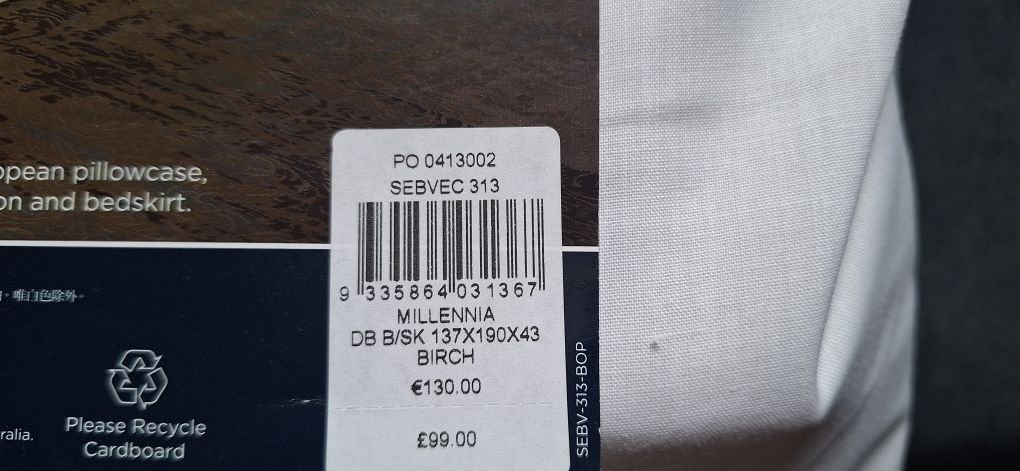 opean pillowcase,
on and bedskirt.
唯白色除外。
ralia.
Please Recycle
Cardboard
PO 0413002
SEBVEC 313
9 335864 031367
MILLENNIA
DB B/SK 137X190X43
BIRCH
€130.00
£99.00
SEBV-313-BOP